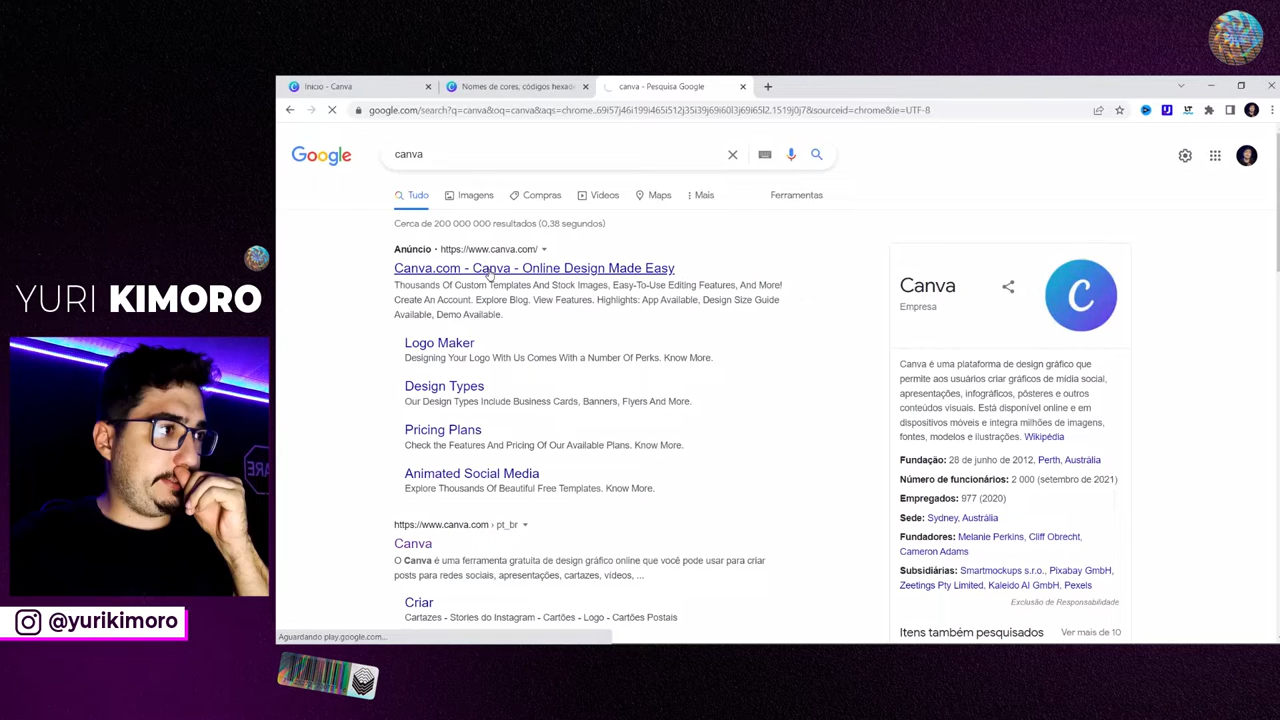 Início - Canva
Nomes de cores, códigos hexad
canva - Pesquisa Google
google.com/search?q=canva&oq=canva&aqs=chrome..69i57j46i199i465i512j35i39j69i60l3j69i65l2.1519j0j7&sourceid=chrome&ie=UTF-8
Google
canva
Tudo
Imagens
Compras
Vídeos
Maps
Mais
Ferramentas
Cerca de 200 000 000 resultados (0,38 segundos)
Anúncio · https://www.canva.com/
Canva.com - Canva - Online Design Made Easy
Thousands Of Custom Templates And Stock Images, Easy-To-Use Editing Features, And More!
Create An Account. Explore Blog. View Features. Highlights: App Available, Design Size Guide
Available, Demo Available.
Logo Maker
Designing Your Logo With Us Comes With a Number Of Perks. Know More.
Design Types
Our Design Types Include Business Cards, Banners, Flyers And More.
Pricing Plans
Check the Features And Pricing Of Our Available Plans. Know More.
Animated Social Media
Explore Thousands Of Beautiful Free Templates. Know More.
https://www.canva.com › pt_br
Canva
O Canva é uma ferramenta gratuita de design gráfico online que você pode usar para criar
posts para redes sociais, apresentações, cartazes, vídeos, ...
Criar
Cartazes - Stories do Instagram - Cartões - Logo - Cartões Postais
Aguardando play.google.com...
Canva
Empresa
Canva é uma plataforma de design gráfico que
permite aos usuários criar gráficos de mídia social,
apresentações, infográficos, pôsteres e outros
conteúdos visuais. Está disponível online e em
dispositivos móveis e integra milhões de imagens,
fontes, modelos e ilustrações. Wikipédia
Fundação: 28 de junho de 2012, Perth, Austrália
Número de funcionários: 2 000 (setembro de 2021)
Empregados: 977 (2020)
Sede: Sydney, Austrália
Fundadores: Melanie Perkins, Cliff Obrecht,
Cameron Adams
Subsidiárias: Smartmockups s.r.o., Pixabay GmbH,
Zeetings Pty Limited, Kaleido AI GmbH, Pexels
Exclusão de Responsabilidade
Itens também pesquisados
Ver mais de 10
YURI KIMORO
@yurikimoro